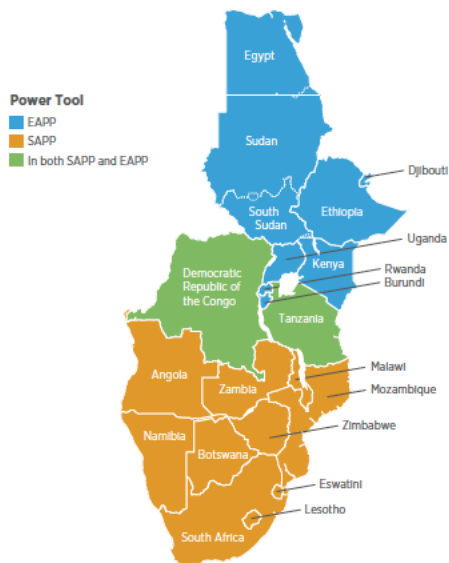 Egypt
Power Tool
EAPP
SAPP
In both SAPP and EAPP
Sudan
Djibouti
South
Sudan
Ethiopia
Uganda
Kenya
Democratic
Republic of
the Congo
Rwanda
Burundi
Tanzania
Malawi
Angola
Zambia
Mozambique
Zimbabwe
Namibia
Botswana
Eswatini
Lesotho
South Africa